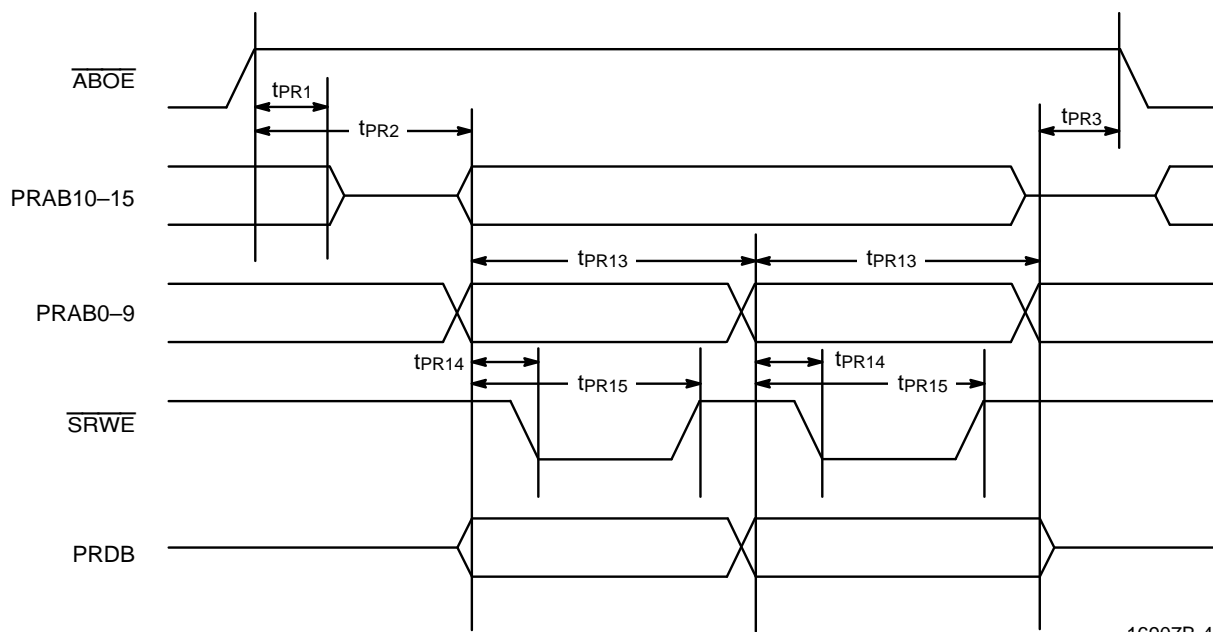 ABOE
tPR1
tPR2
tPR3
PRAB10–15
tPR13 tPR13
PRAB0–9
tPR14 tPR14
tPR15 tPR15
SRWE
PRDB